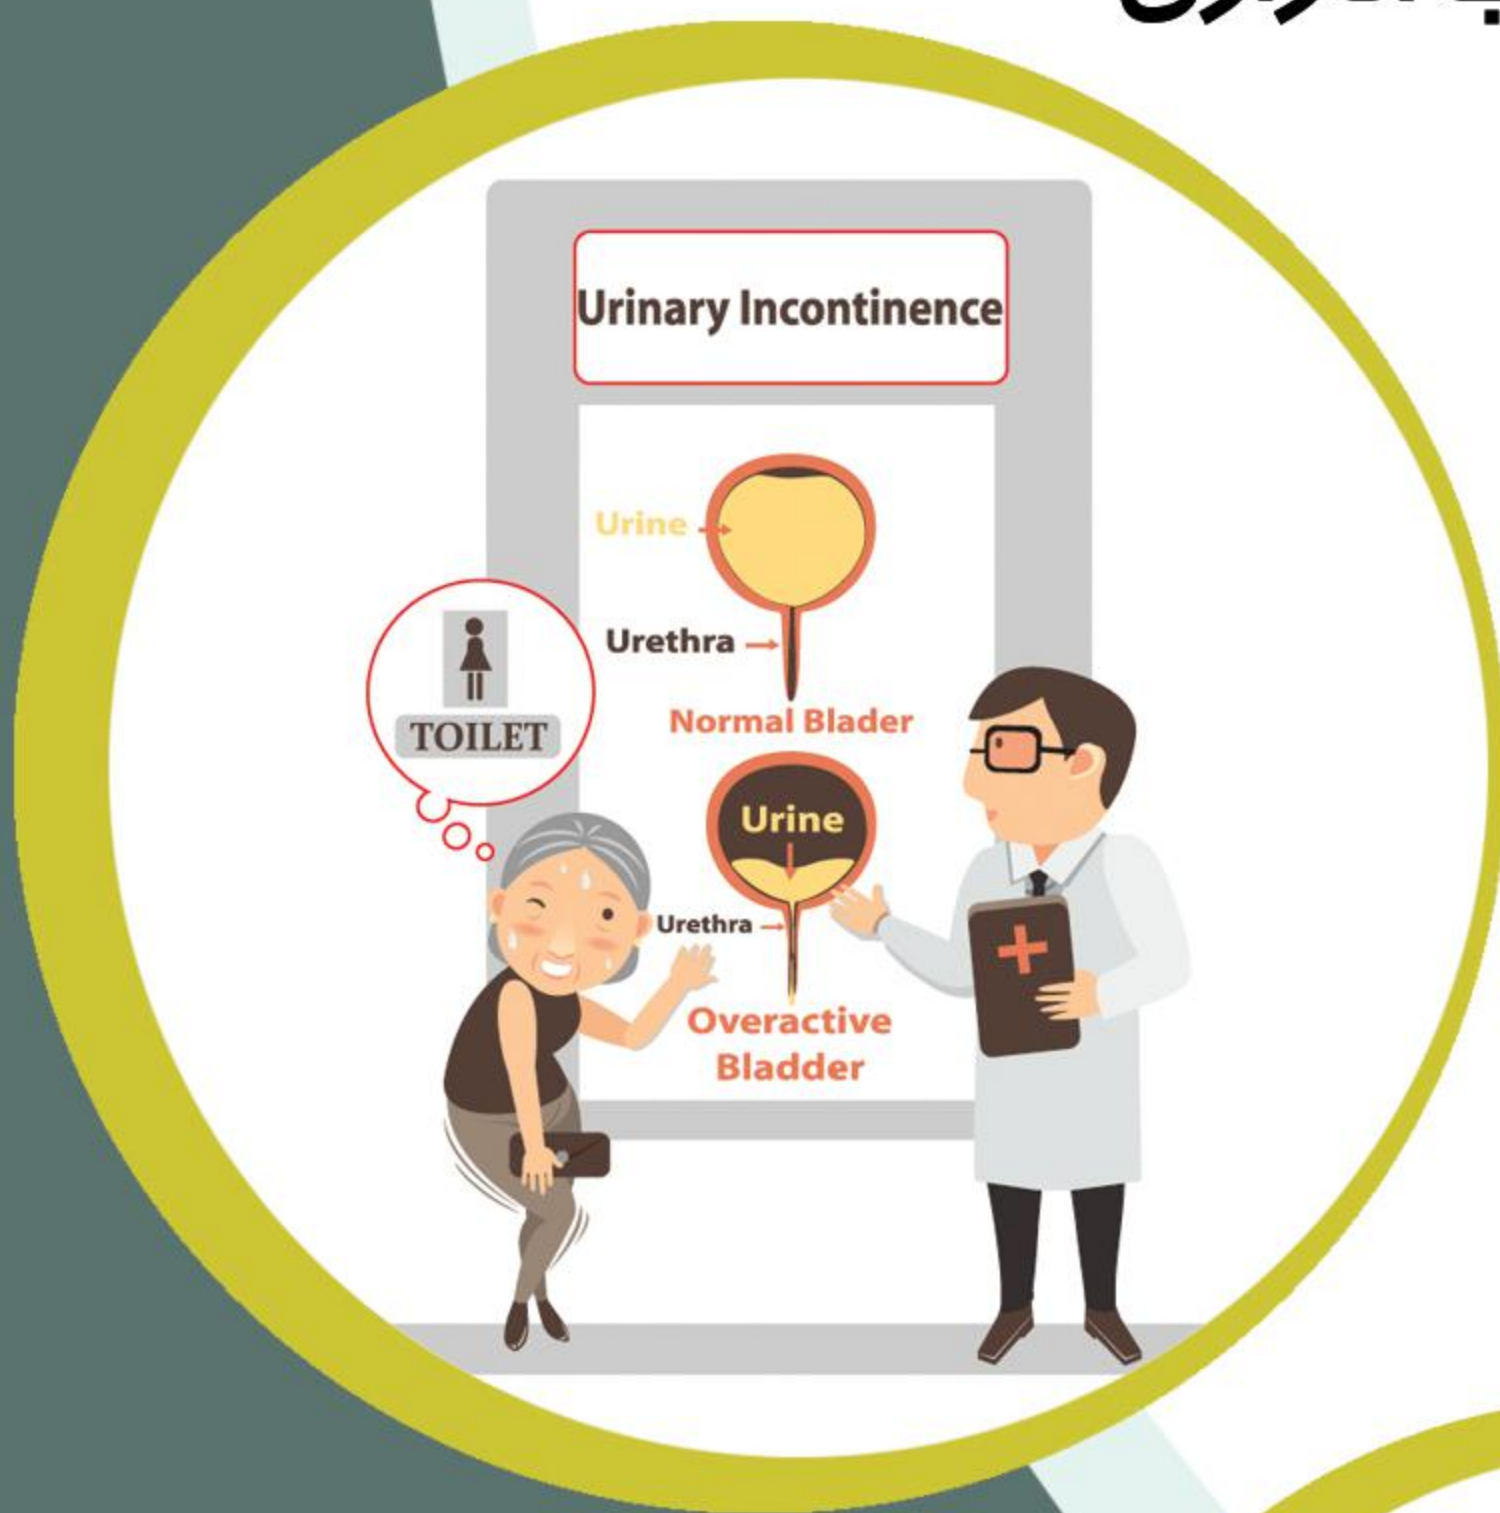 Urinary Incontinence
Urine
Urethra
Normal Blader
TOILET
Urine
Urethra
Overactive
Bladder